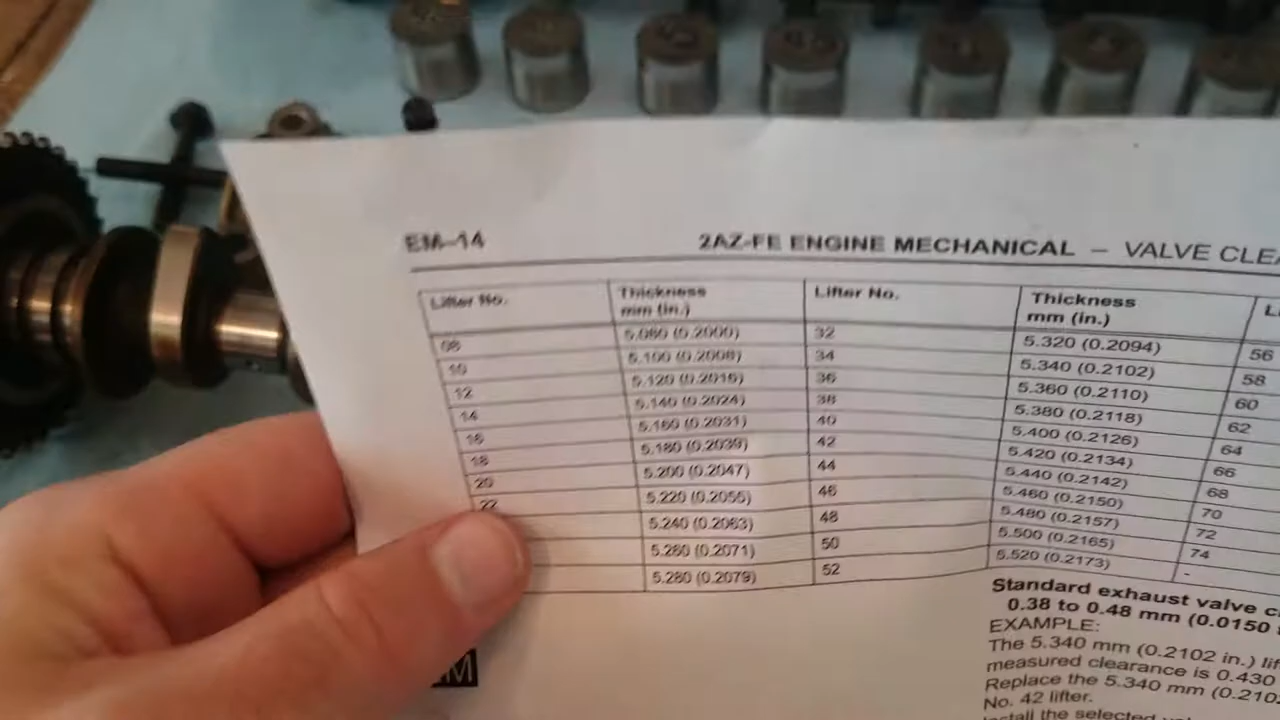 EM–14 2AZ-FE ENGINE MECHANICAL – VALVE CLEA
Lifter No. Thickness mm (in.) Lifter No. Thickness mm (in.) Li
08 5.080 (0.2000) 32 5.320 (0.2094) 56
10 5.100 (0.2008) 34 5.340 (0.2102) 58
12 5.120 (0.2016) 36 5.360 (0.2110) 60
14 5.140 (0.2024) 38 5.380 (0.2118) 62
16 5.160 (0.2031) 40 5.400 (0.2126) 64
18 5.180 (0.2039) 42 5.420 (0.2134) 66
20 5.200 (0.2047) 44 5.440 (0.2142) 68
22 5.220 (0.2055) 46 5.460 (0.2150) 70
5.240 (0.2063) 48 5.480 (0.2157) 72
5.260 (0.2071) 50 5.500 (0.2165) 74
5.280 (0.2079) 52 5.520 (0.2173) -
Standard exhaust valve c
0.38 to 0.48 mm (0.0150
EXAMPLE:
The 5.340 mm (0.2102 in.) lif
measured clearance is 0.430
Replace the 5.340 mm (0.210
No. 42 lifter.
Install the selected
M